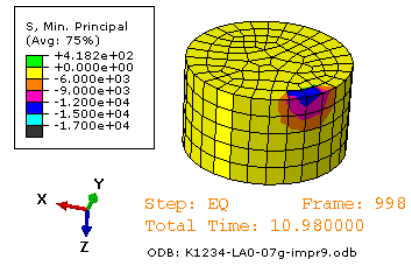 S, Min. Principal
(Avg: 75%)
+4.182e+02
+0.000e+00
-6.000e+03
-9.000e+03
-1.200e+04
-1.500e+04
-1.700e+04
X
Y
Z
Step: EQ Frame: 998
Total Time: 10.980000
ODB: K1234-LA0-07g-impr9.odb